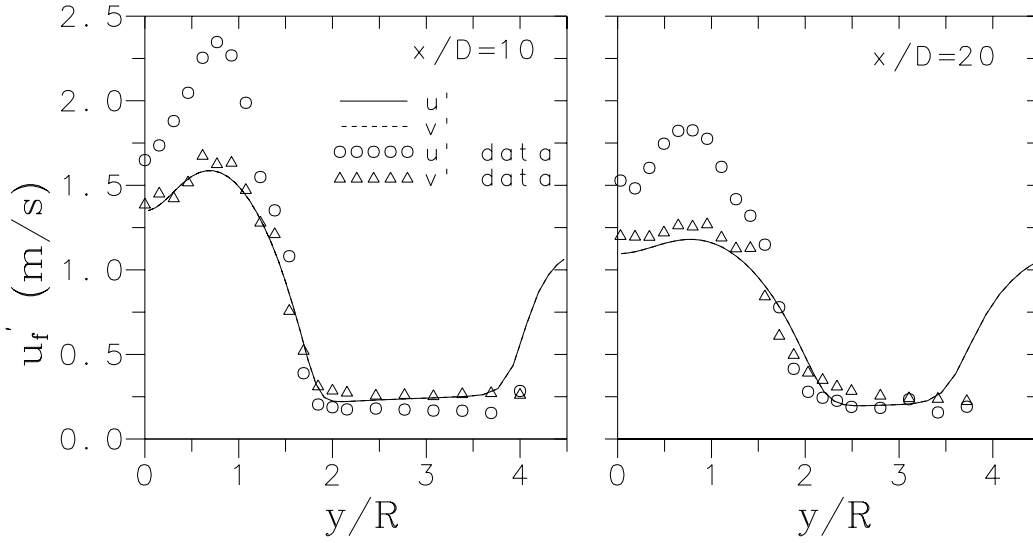 2.5
2.0
1.5
1.0
0.5
0.0
u_f' (m/s)
x/D=10
u'
v'
u' data
v' data
0 1 2 3 4
y/R
x/D=20
0 1 2 3 4
y/R